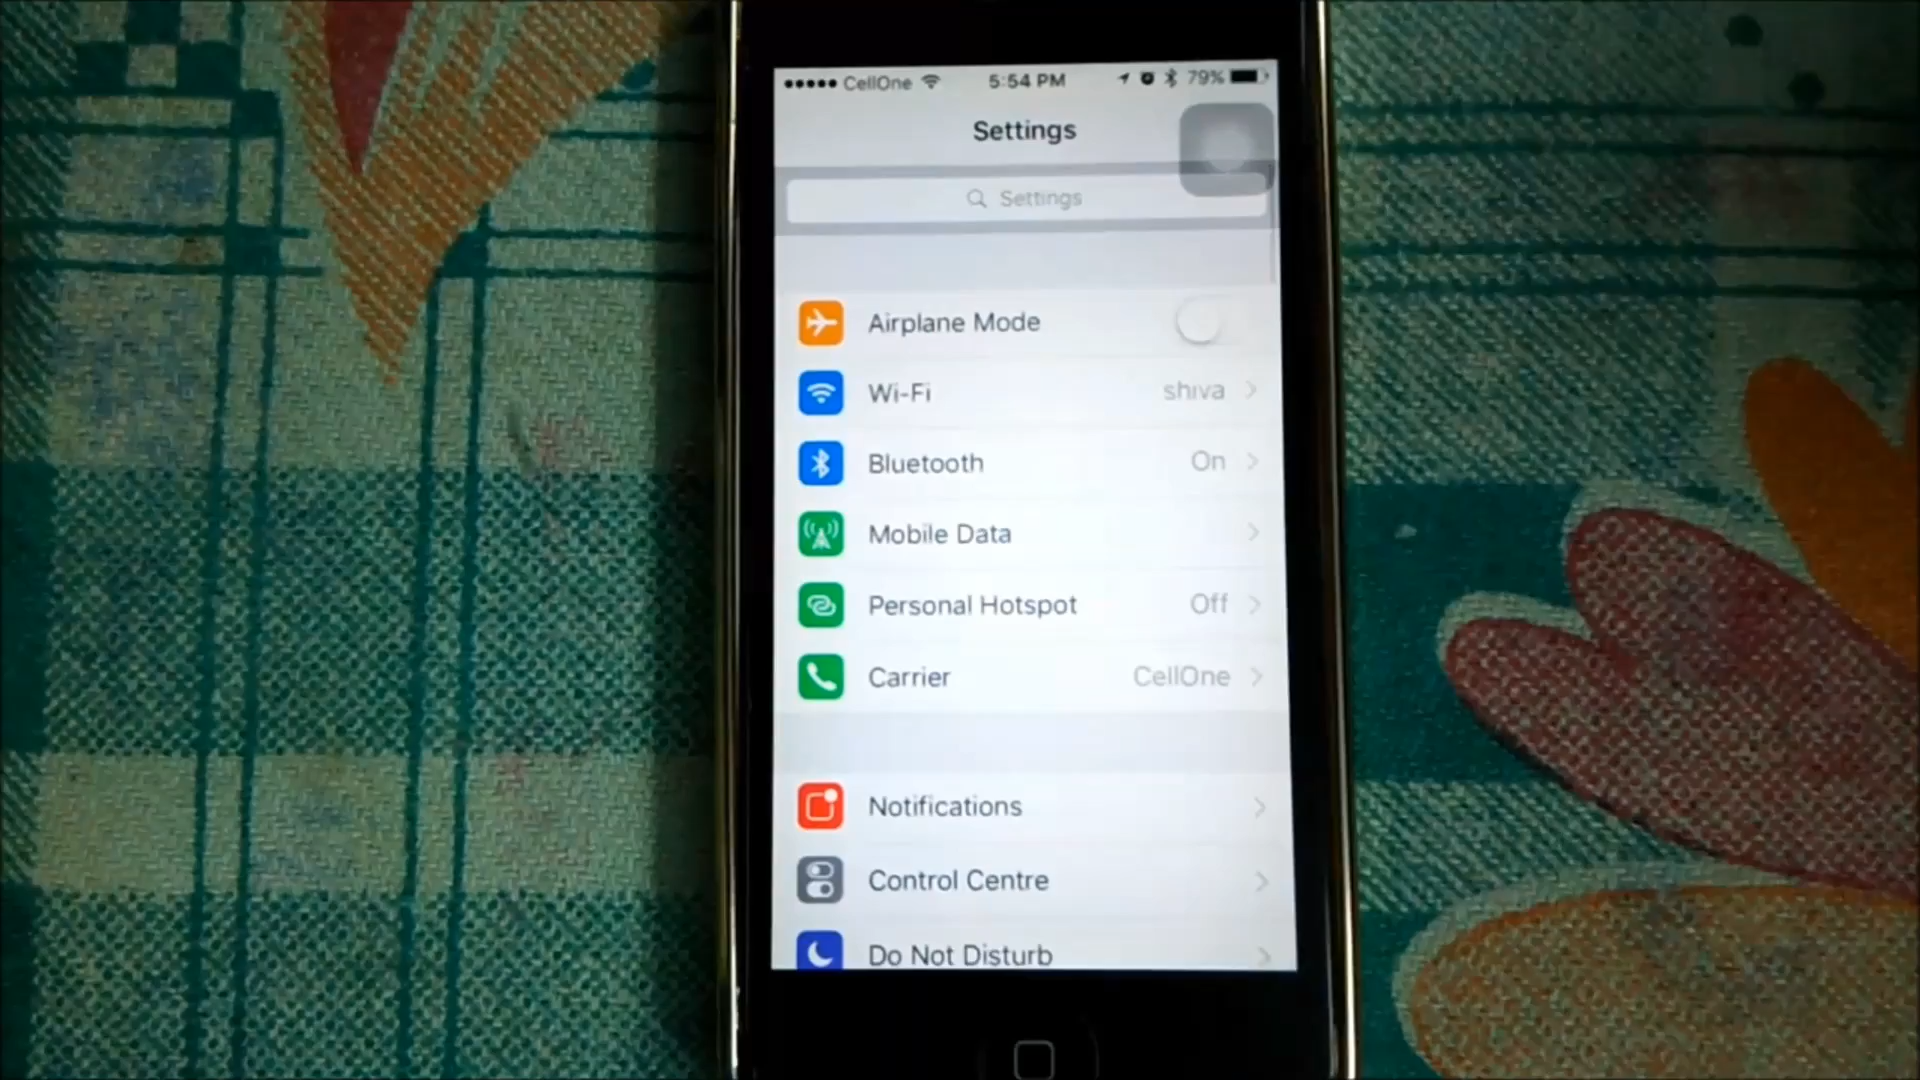 CellOne 5:54 PM 79%
Settings
Settings
Airplane Mode
Wi-Fi shiva
Bluetooth On
Mobile Data
Personal Hotspot Off
Carrier CellOne
Notifications
Control Centre
Do Not Disturb